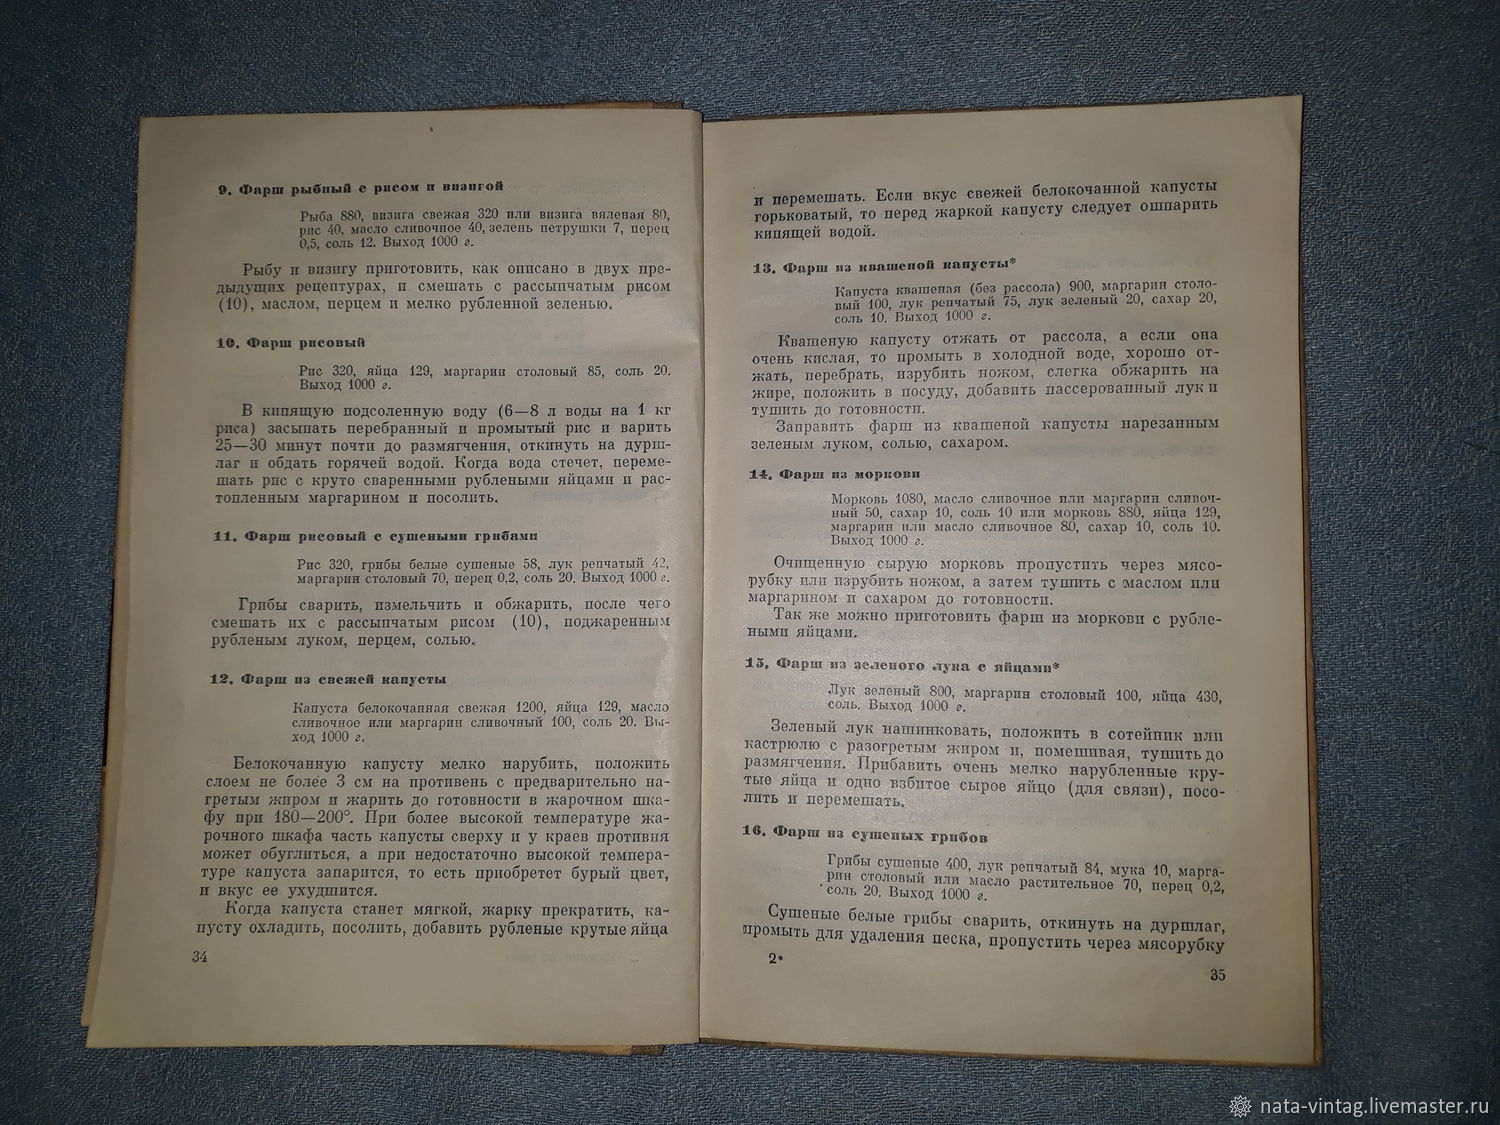 9. Фарш рыбный с рисом и визигой
Рыба 880, визига свежая 320 или визига вяленая 80,
рис 40, масло сливочное 40, зелень петрушки 7, перец
0,5, соль 12. Выход 1000 г.
Рыбу и визигу приготовить, как описано в двух пре-
дыдущих рецептурах, и смешать с рассыпчатым рисом
(10), маслом, перцем и мелко рубленной зеленью.
10. Фарш рисовый
Рис 320, яйца 129, маргарин столовый 85, соль 20.
Выход 1000 г.
В кипящую подсоленную воду (6—8 л воды на 1 кг
риса) засыпать перебранный и промытый рис и варить
25—30 минут почти до размягчения, откинуть на дурш-
лаг и обдать горячей водой. Когда вода стечет, переме-
шать рис с круто сваренными рублеными яйцами и рас-
топленным маргарином и посолить.
11. Фарш рисовый с сушеными грибами
Рис 320, грибы белые сушеные 58, лук репчатый 42,
маргарин столовый 70, перец 0,2, соль 20. Выход 1000 г.
Грибы сварить, измельчить и обжарить, после чего
смешать их с рассыпчатым рисом (10), поджаренным
рубленым луком, перцем, солью.
12. Фарш из свежей капусты
Капуста белокочанная свежая 1200, яйца 129, масло
сливочное или маргарин сливочный 100, соль 20. Вы-
ход 1000 г.
Белокочанную капусту мелко нарубить, положить
слоем не более 3 см на противень с предварительно на-
гретым жиром и жарить до готовности в жарочном шка-
фу при 180—200°. При более высокой температуре жа-
рочного шкафа часть капусты сверху и у краев противня
может обуглиться, а при недостаточно высокой темпера-
туре капуста запарится, то есть приобретет бурый цвет,
и вкус ее ухудшится.
Когда капуста станет мягкой, жарку прекратить, ка-
пусту охладить, посолить, добавить рубленые крутые яйца
34
и перемешать. Если вкус свежей белокочанной капусты
горьковатый, то перед жаркой капусту следует ошпарить
кипящей водой.
13. Фарш из квашеной капусты*
Капуста квашеная (без рассола) 900, маргарин столо-
вый 100, лук репчатый 75, лук зеленый 20, сахар 20,
соль 10. Выход 1000 г.
Квашеную капусту отжать от рассола, а если она
очень кислая, то промыть в холодной воде, хорошо от-
жать, перебрать, изрубить ножом, слегка обжарить на
жире, положить в посуду, добавить пассерованный лук и
тушить до готовности.
Заправить фарш из квашеной капусты нарезанным
зеленым луком, солью, сахаром.
14. Фарш из моркови
Морковь 1080, масло сливочное или маргарин сливоч-
ный 50, сахар 10, соль 10 или морковь 880, яйца 129,
маргарин или масло сливочное 80, сахар 10, соль 10.
Выход 1000 г.
Очищенную сырую морковь пропустить через мясо-
рубку или изрубить ножом, а затем тушить с маслом или
маргарином и сахаром до готовности.
Так же можно приготовить фарш из моркови с рубле-
ными яйцами.
15. Фарш из зеленого лука с яйцами*
Лук зеленый 800, маргарин столовый 100, яйца 430,
соль. Выход 1000 г.
Зеленый лук нашинковать, положить в сотейник или
кастрюлю с разогретым жиром и, помешивая, тушить до
размягчения. Прибавить очень мелко нарубленные кру-
тые яйца и одно взбитое сырое яйцо (для связи), посо-
лить и перемешать.
16. Фарш из сушеных грибов
Грибы сушеные 400, лук репчатый 84, мука 10, марга-
рин столовый или масло растительное 70, перец 0,2,
соль 20. Выход 1000 г.
Сушеные белые грибы сварить, откинуть на дуршлаг,
промыть для удаления песка, пропустить через мясорубку
2*
35
nata-vintag.livemaster.ru